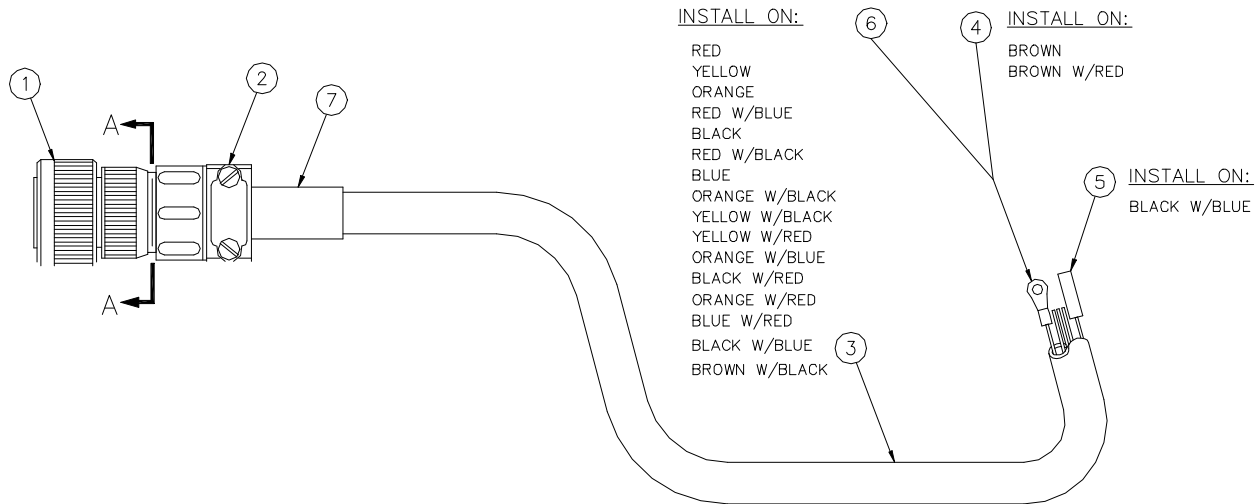 INSTALL ON:
RED
YELLOW
ORANGE
RED W/BLUE
BLACK
RED W/BLACK
BLUE
ORANGE W/BLACK
YELLOW W/BLACK
YELLOW W/RED
ORANGE W/BLUE
BLACK W/RED
ORANGE W/RED
BLUE W/RED
BLACK W/BLUE
BROWN W/BLACK
6
4
INSTALL ON:
BROWN
BROWN W/RED
1
2
7
A
A
5
INSTALL ON:
BLACK W/BLUE
3